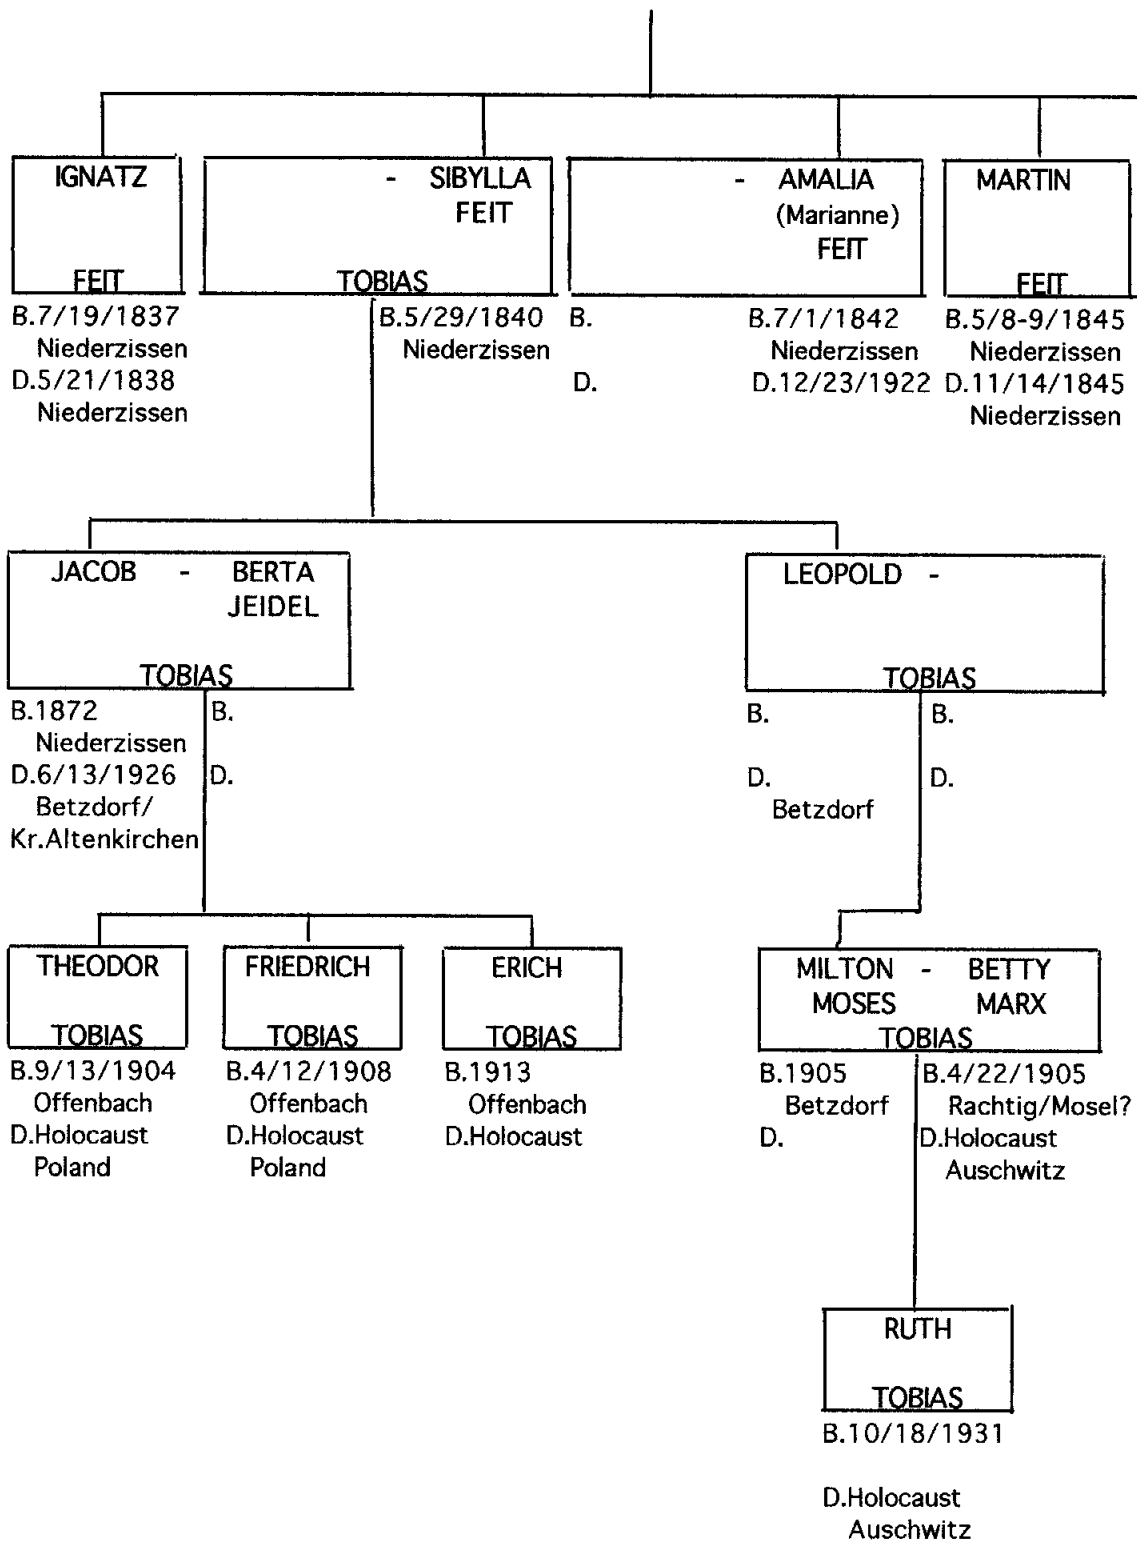 IGNATZ
FEIT
B.7/19/1837
Niederzissen
D.5/21/1838
Niederzissen
- SIBYLLA
FEIT
TOBIAS
B.5/29/1840
Niederzissen
- AMALIA
(Marianne)
FEIT
B.
D.
B.7/1/1842
Niederzissen
D.12/23/1922
MARTIN
FEIT
B.5/8-9/1845
Niederzissen
D.11/14/1845
Niederzissen
JACOB - BERTA
JEIDEL
TOBIAS
B.1872
Niederzissen
D.6/13/1926
Betzdorf/
Kr.Altenkirchen
B.
D.
LEOPOLD -
TOBIAS
B.
D.
Betzdorf
B.
D.
THEODOR
TOBIAS
B.9/13/1904
Offenbach
D.Holocaust
Poland
FRIEDRICH
TOBIAS
B.4/12/1908
Offenbach
D.Holocaust
Poland
ERICH
TOBIAS
B.1913
Offenbach
D.Holocaust
MILTON - BETTY
MOSES MARX
TOBIAS
B.1905
Betzdorf
D.
B.4/22/1905
Rachtig/Mosel?
D.Holocaust
Auschwitz
RUTH
TOBIAS
B.10/18/1931
D.Holocaust
Auschwitz